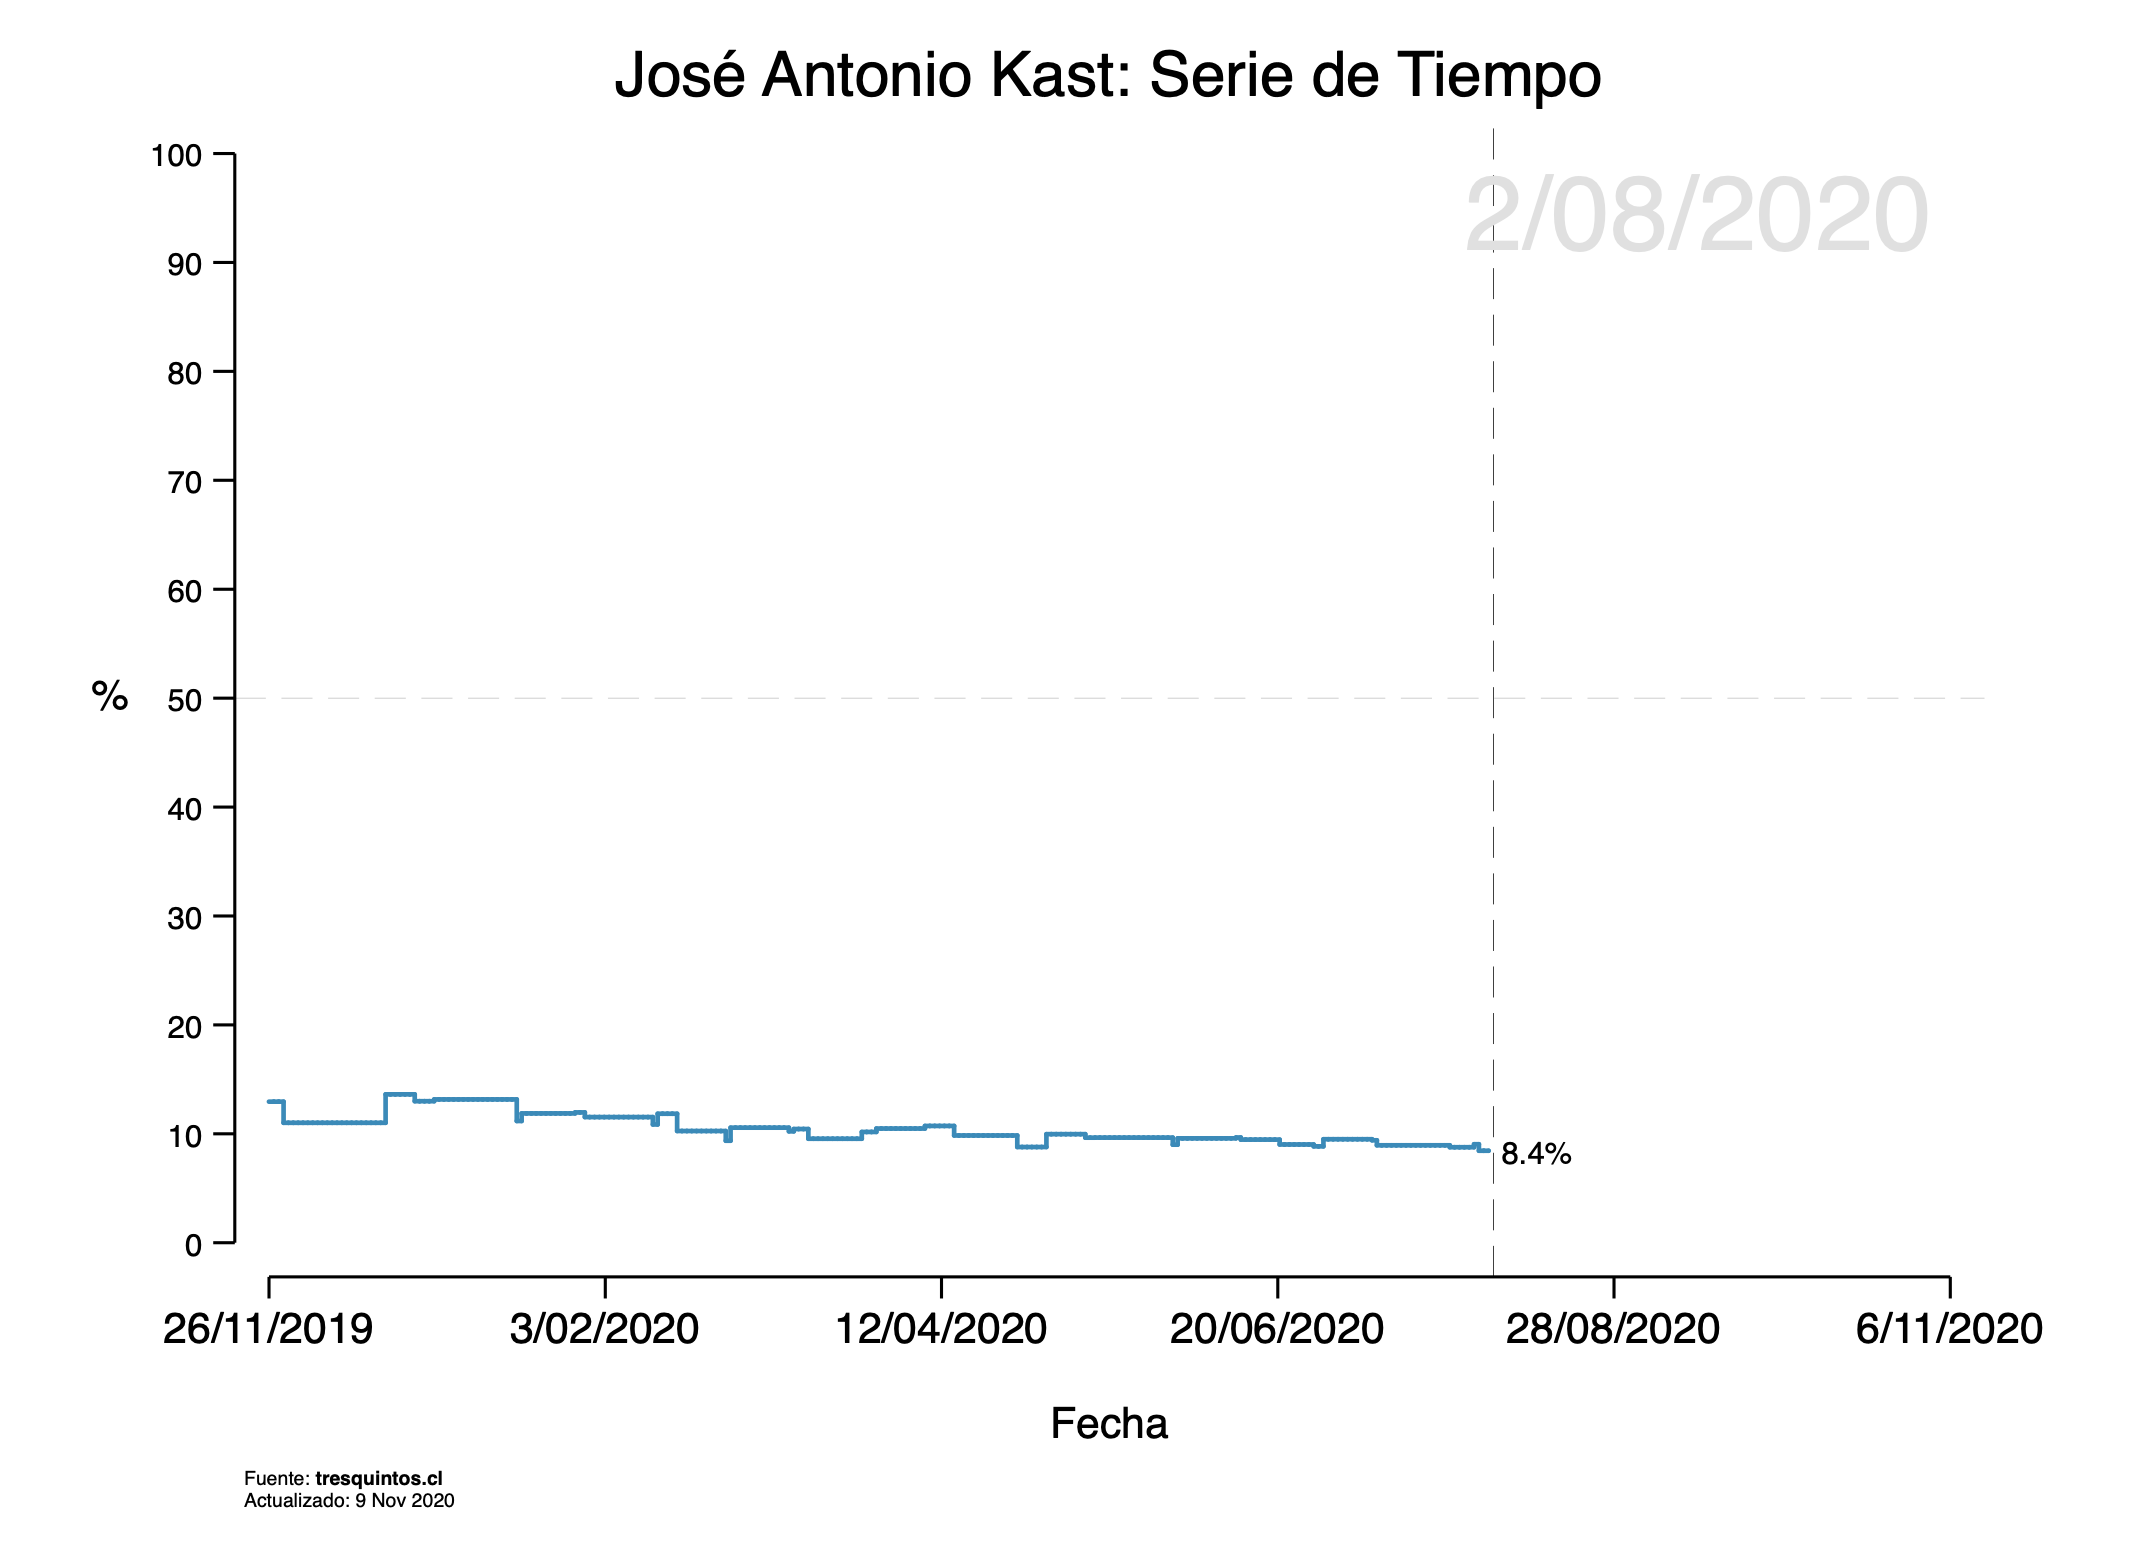 José Antonio Kast: Serie de Tiempo
2/08/2020
100
90
80
70
60
50
40
30
20
10
0
%
8.4%
26/11/2019 3/02/2020 12/04/2020 20/06/2020 28/08/2020 6/11/2020
Fecha
Fuente: tresquintos.cl
Actualizado: 9 Nov 2020